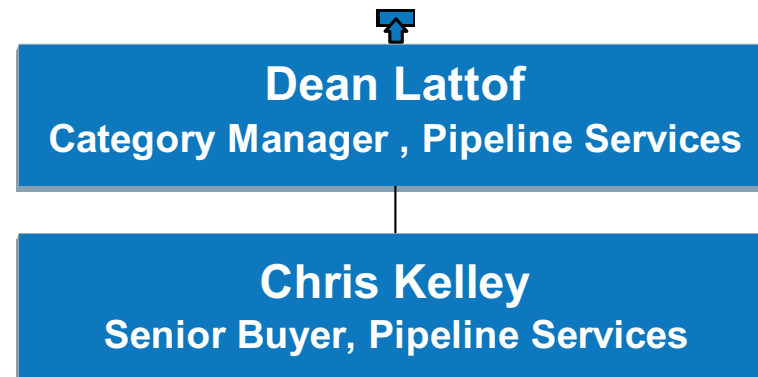 Dean Lattof
Category Manager , Pipeline Services
Chris Kelley
Senior Buyer, Pipeline Services